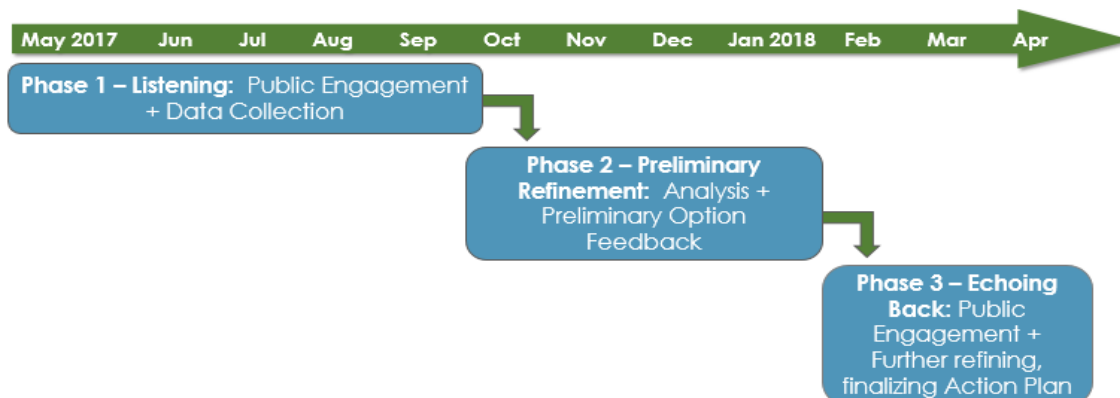 May 2017 Jun Jul Aug Sep Oct Nov Dec Jan 2018 Feb Mar Apr
Phase 1 – Listening: Public Engagement
+ Data Collection
Phase 2 – Preliminary
Refinement: Analysis +
Preliminary Option
Feedback
Phase 3 – Echoing
Back: Public
Engagement +
Further refining,
finalizing Action Plan